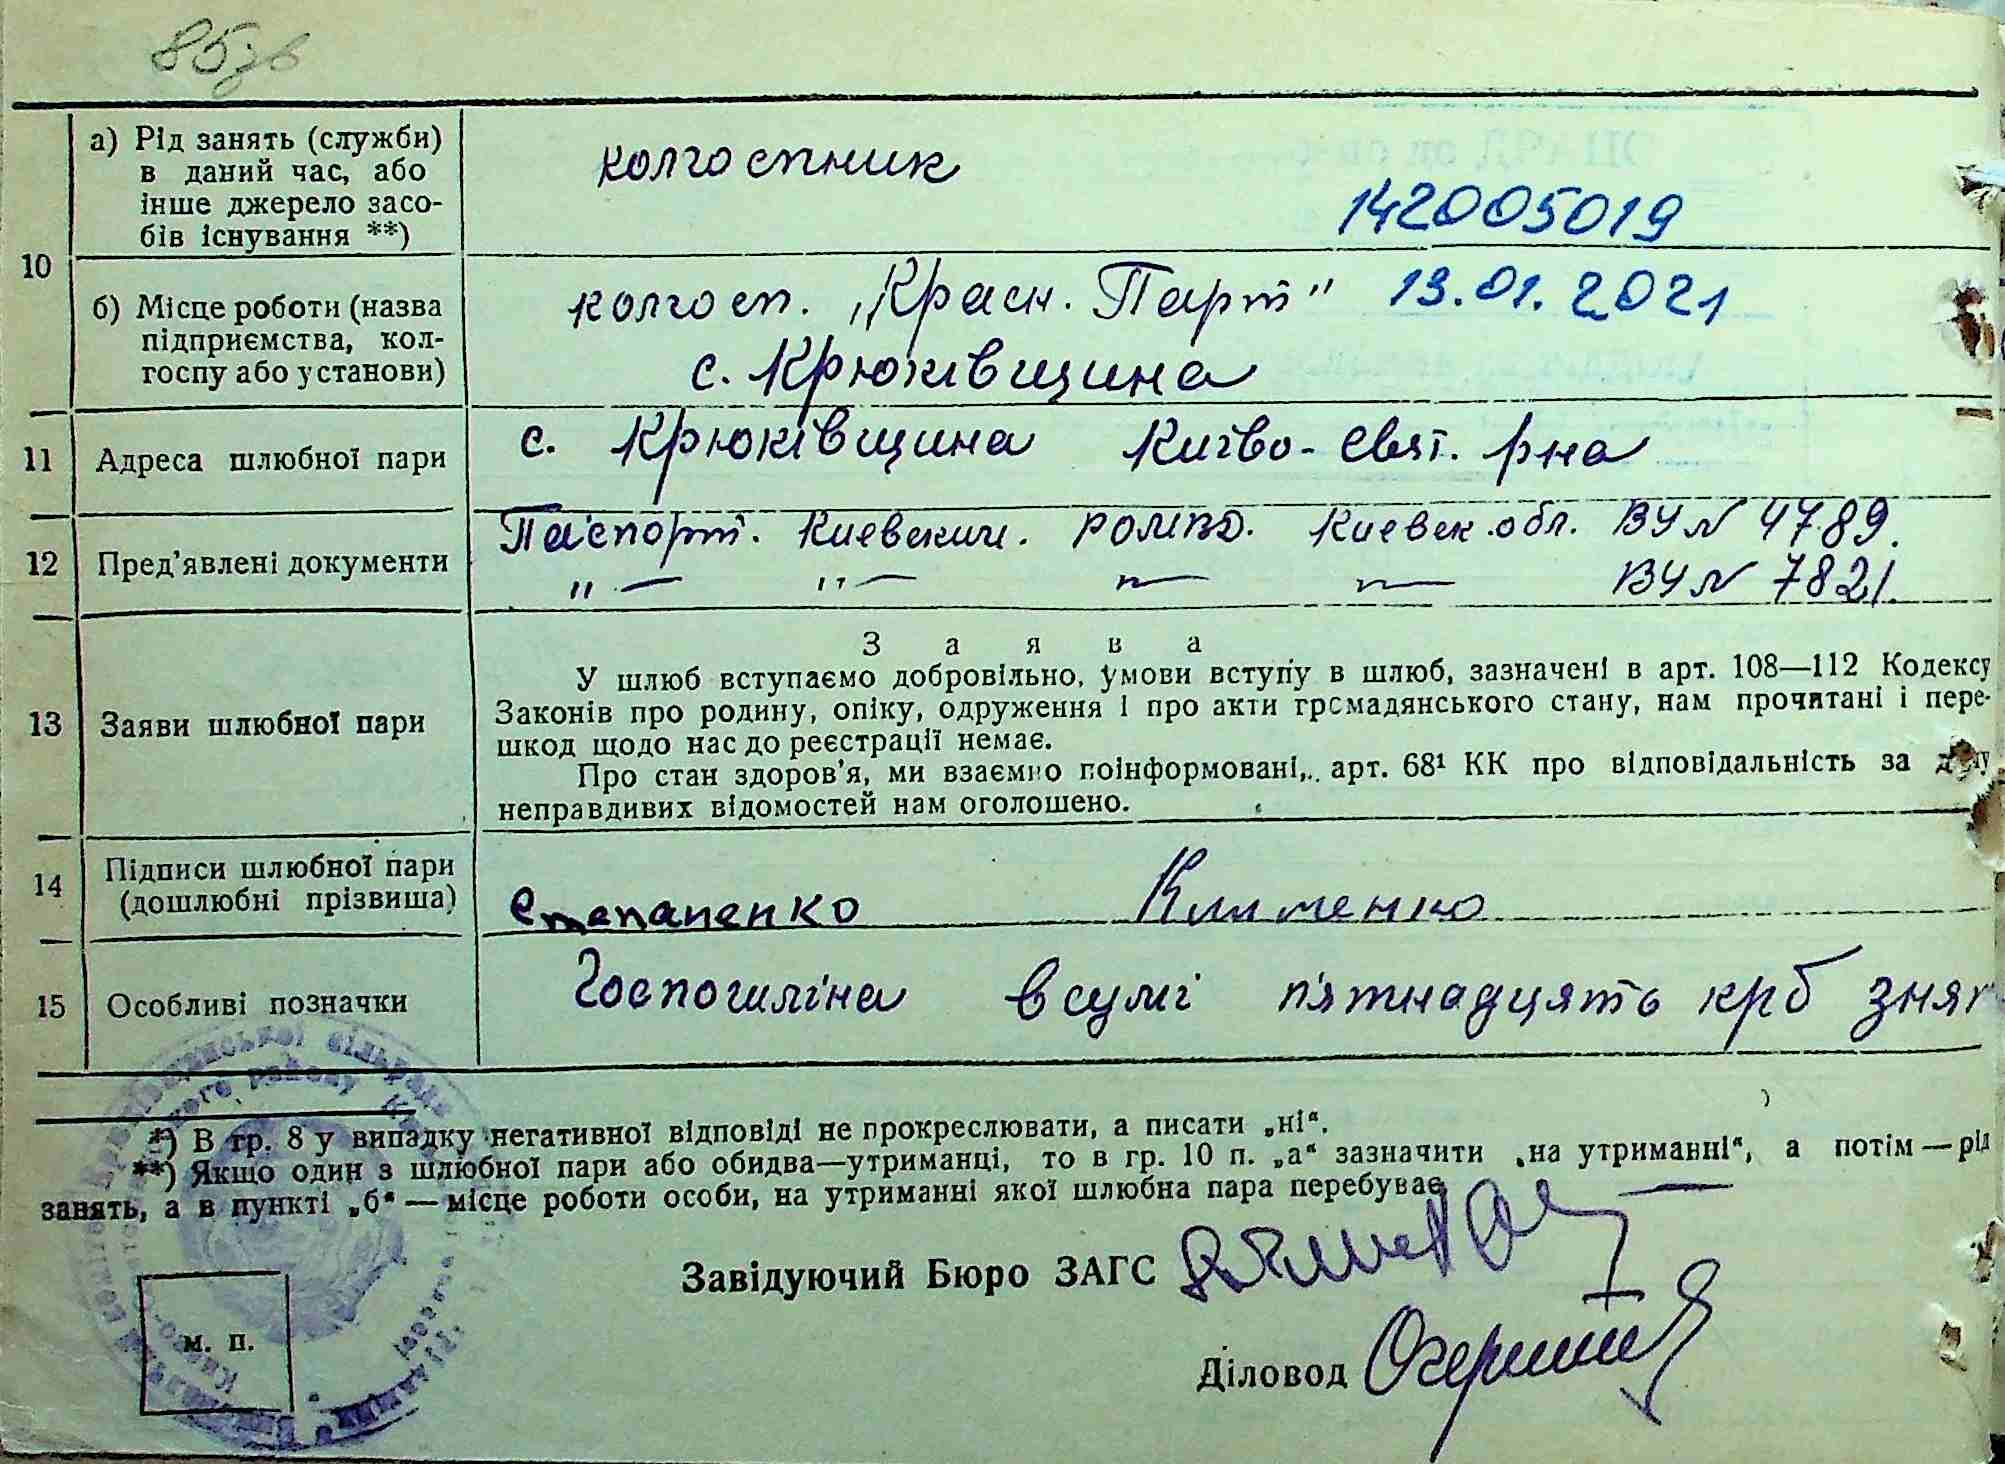 85зв
10
а) Рід занять (служби)
в даний час, або
інше джерело засо-
бів існування **)
колгоспник
142005019
б) Місце роботи (назва
підприємства, кол-
госпу або установи)
колгосп. „Красн. Парт"
13.01.2021
с. Крюківщина
11 Адреса шлюбної пари
с. Крюківщина Київо-Свят. рна
12 Пред'явлені документи
Паспорт. Киевским. РОМВД. Киевск.обл. ВУ N 4789.
„ — „ — „ — „ — ВУ N 7821.
13 Заяви шлюбної пари
Заява
У шлюб вступаємо добровільно, умови вступу в шлюб, зазначені в арт. 108—112 Кодексу
Законів про родину, опіку, одруження і про акти громадянського стану, нам прочитані і пере-
шкод щодо нас до реєстрації немає.
Про стан здоров'я, ми взаємно поінформовані, арт. 68¹ КК про відповідальність за дачу
неправдивих відомостей нам оголошено.
14 Підписи шлюбної пари
(дошлюбні прізвища)
Степаненко Клименко
15 Особливі позначки
Госпошліна в сумі п'ятнадцять крб знят
*) В гр. 8 у випадку негативної відповіді не прокреслювати, а писати „ні“.
**) Якщо один з шлюбної пари або обидва—утриманці, то в гр. 10 п. „а“ зазначити „на утриманні“, а потім — рід
занять, а в пункті „б“ — місце роботи особи, на утриманні якої шлюбна пара перебуває
Завідуючий Бюро ЗАГС
Діловод
м. п.